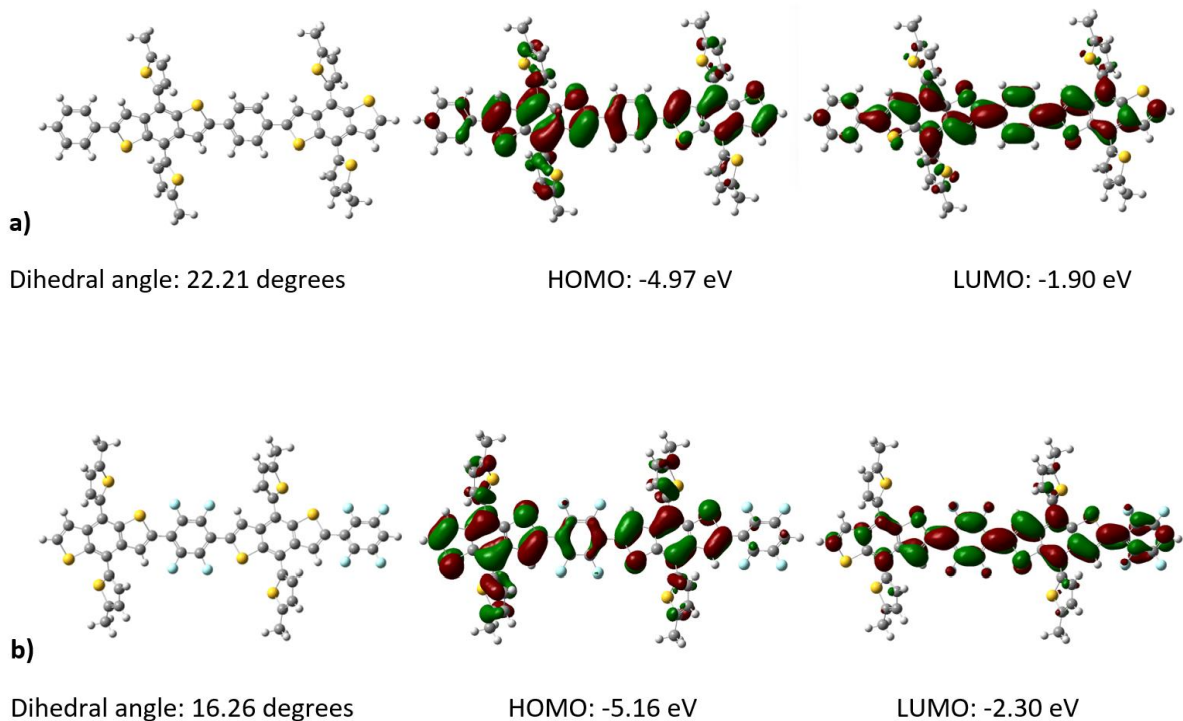 a)
Dihedral angle: 22.21 degrees
HOMO: -4.97 eV
LUMO: -1.90 eV
b)
Dihedral angle: 16.26 degrees
HOMO: -5.16 eV
LUMO: -2.30 eV